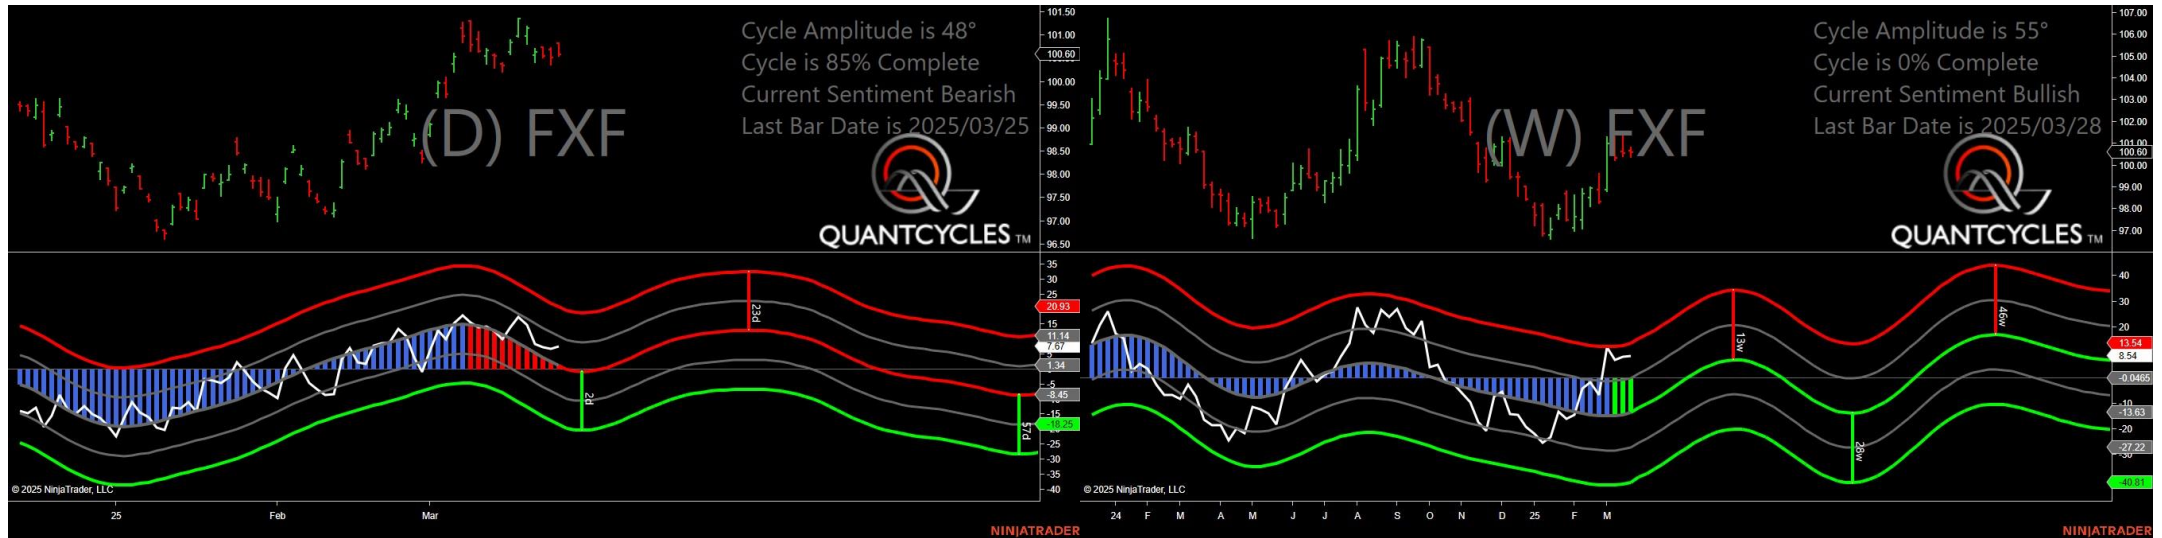 Cycle Amplitude is 48°
Cycle is 85% Complete
Current Sentiment Bearish
Last Bar Date is 2025/03/25
(D) FXF
QUANTCYCLES TM
101.50
101.00
100.60
100.00
99.50
99.00
98.50
98.00
97.50
97.00
96.50
35
30
25
20.93
15
11.14
7.67
5
1.34
-5
-8.45
-15
-18.25
-25
-30
-35
-40
23d
2d
57d
© 2025 NinjaTrader, LLC
25 Feb Mar
NINJATRADER
Cycle Amplitude is 55°
Cycle is 0% Complete
Current Sentiment Bullish
Last Bar Date is 2025/03/28
(W) FXF
QUANTCYCLES TM
107.00
106.00
105.00
104.00
103.00
102.00
101.00
100.60
100.00
99.00
98.00
97.00
40
30
20
13.54
8.54
-0.0465
-10
-13.63
-20
-27.22
-30
-40.81
13w
46w
28w
© 2025 NinjaTrader, LLC
24 F M A M J J A S O N D 25 F M
NINJATRADER